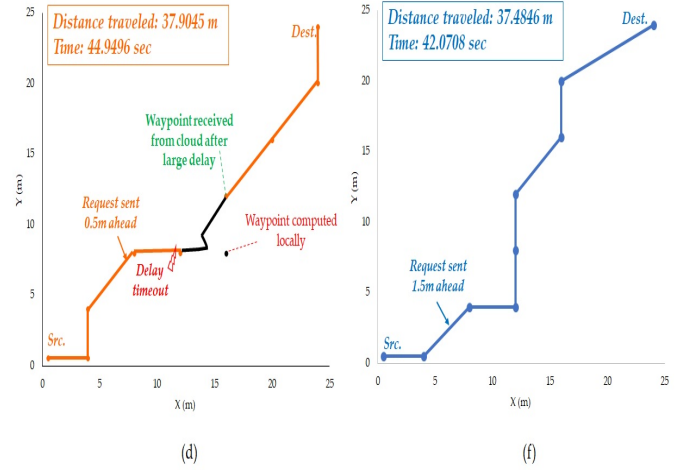 Distance traveled: 37.9045 m
Time: 44.9496 sec
Dest.
Waypoint received
from cloud after
large delay
Request sent
0.5m ahead
Waypoint computed
locally
Delay
timeout
Src.
Y (m)
25
20
15
10
5
0
0 5 10 15 20 25
X (m)
(d)
Distance traveled: 37.4846 m
Time: 42.0708 sec
Dest.
Request sent
1.5m ahead
Src.
Y (m)
25
20
15
10
5
0
0 5 10 15 20 25
X (m)
(f)